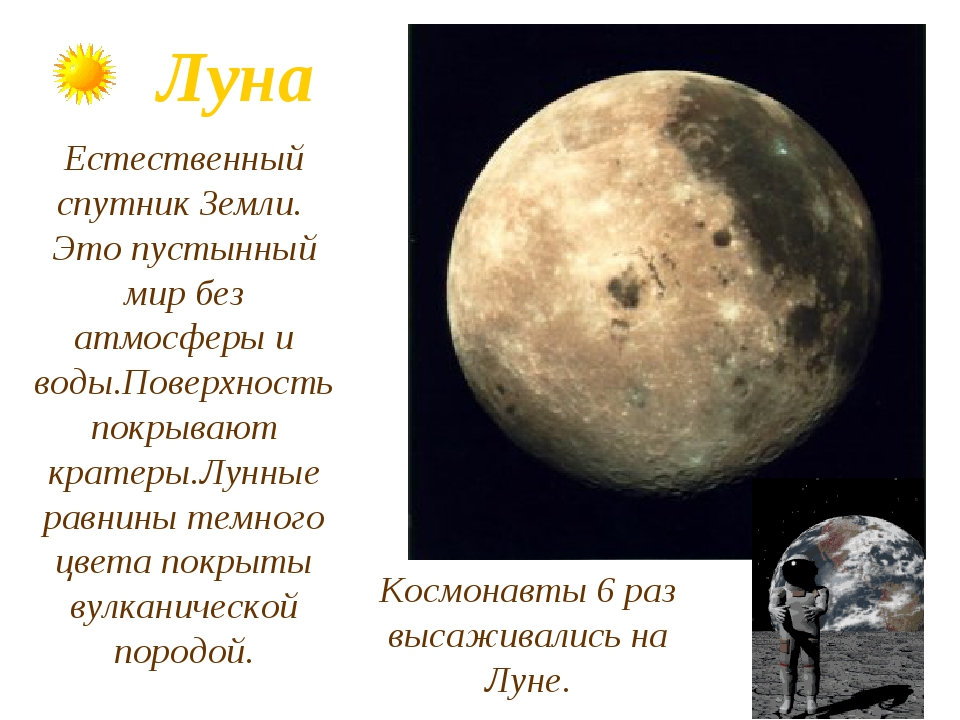 Луна
Естественный
спутник Земли.
Это пустынный
мир без
атмосферы и
воды.Поверхность
покрывают
кратеры.Лунные
равнины темного
цвета покрыты
вулканической
породой.
Космонавты 6 раз
высаживались на
Луне.